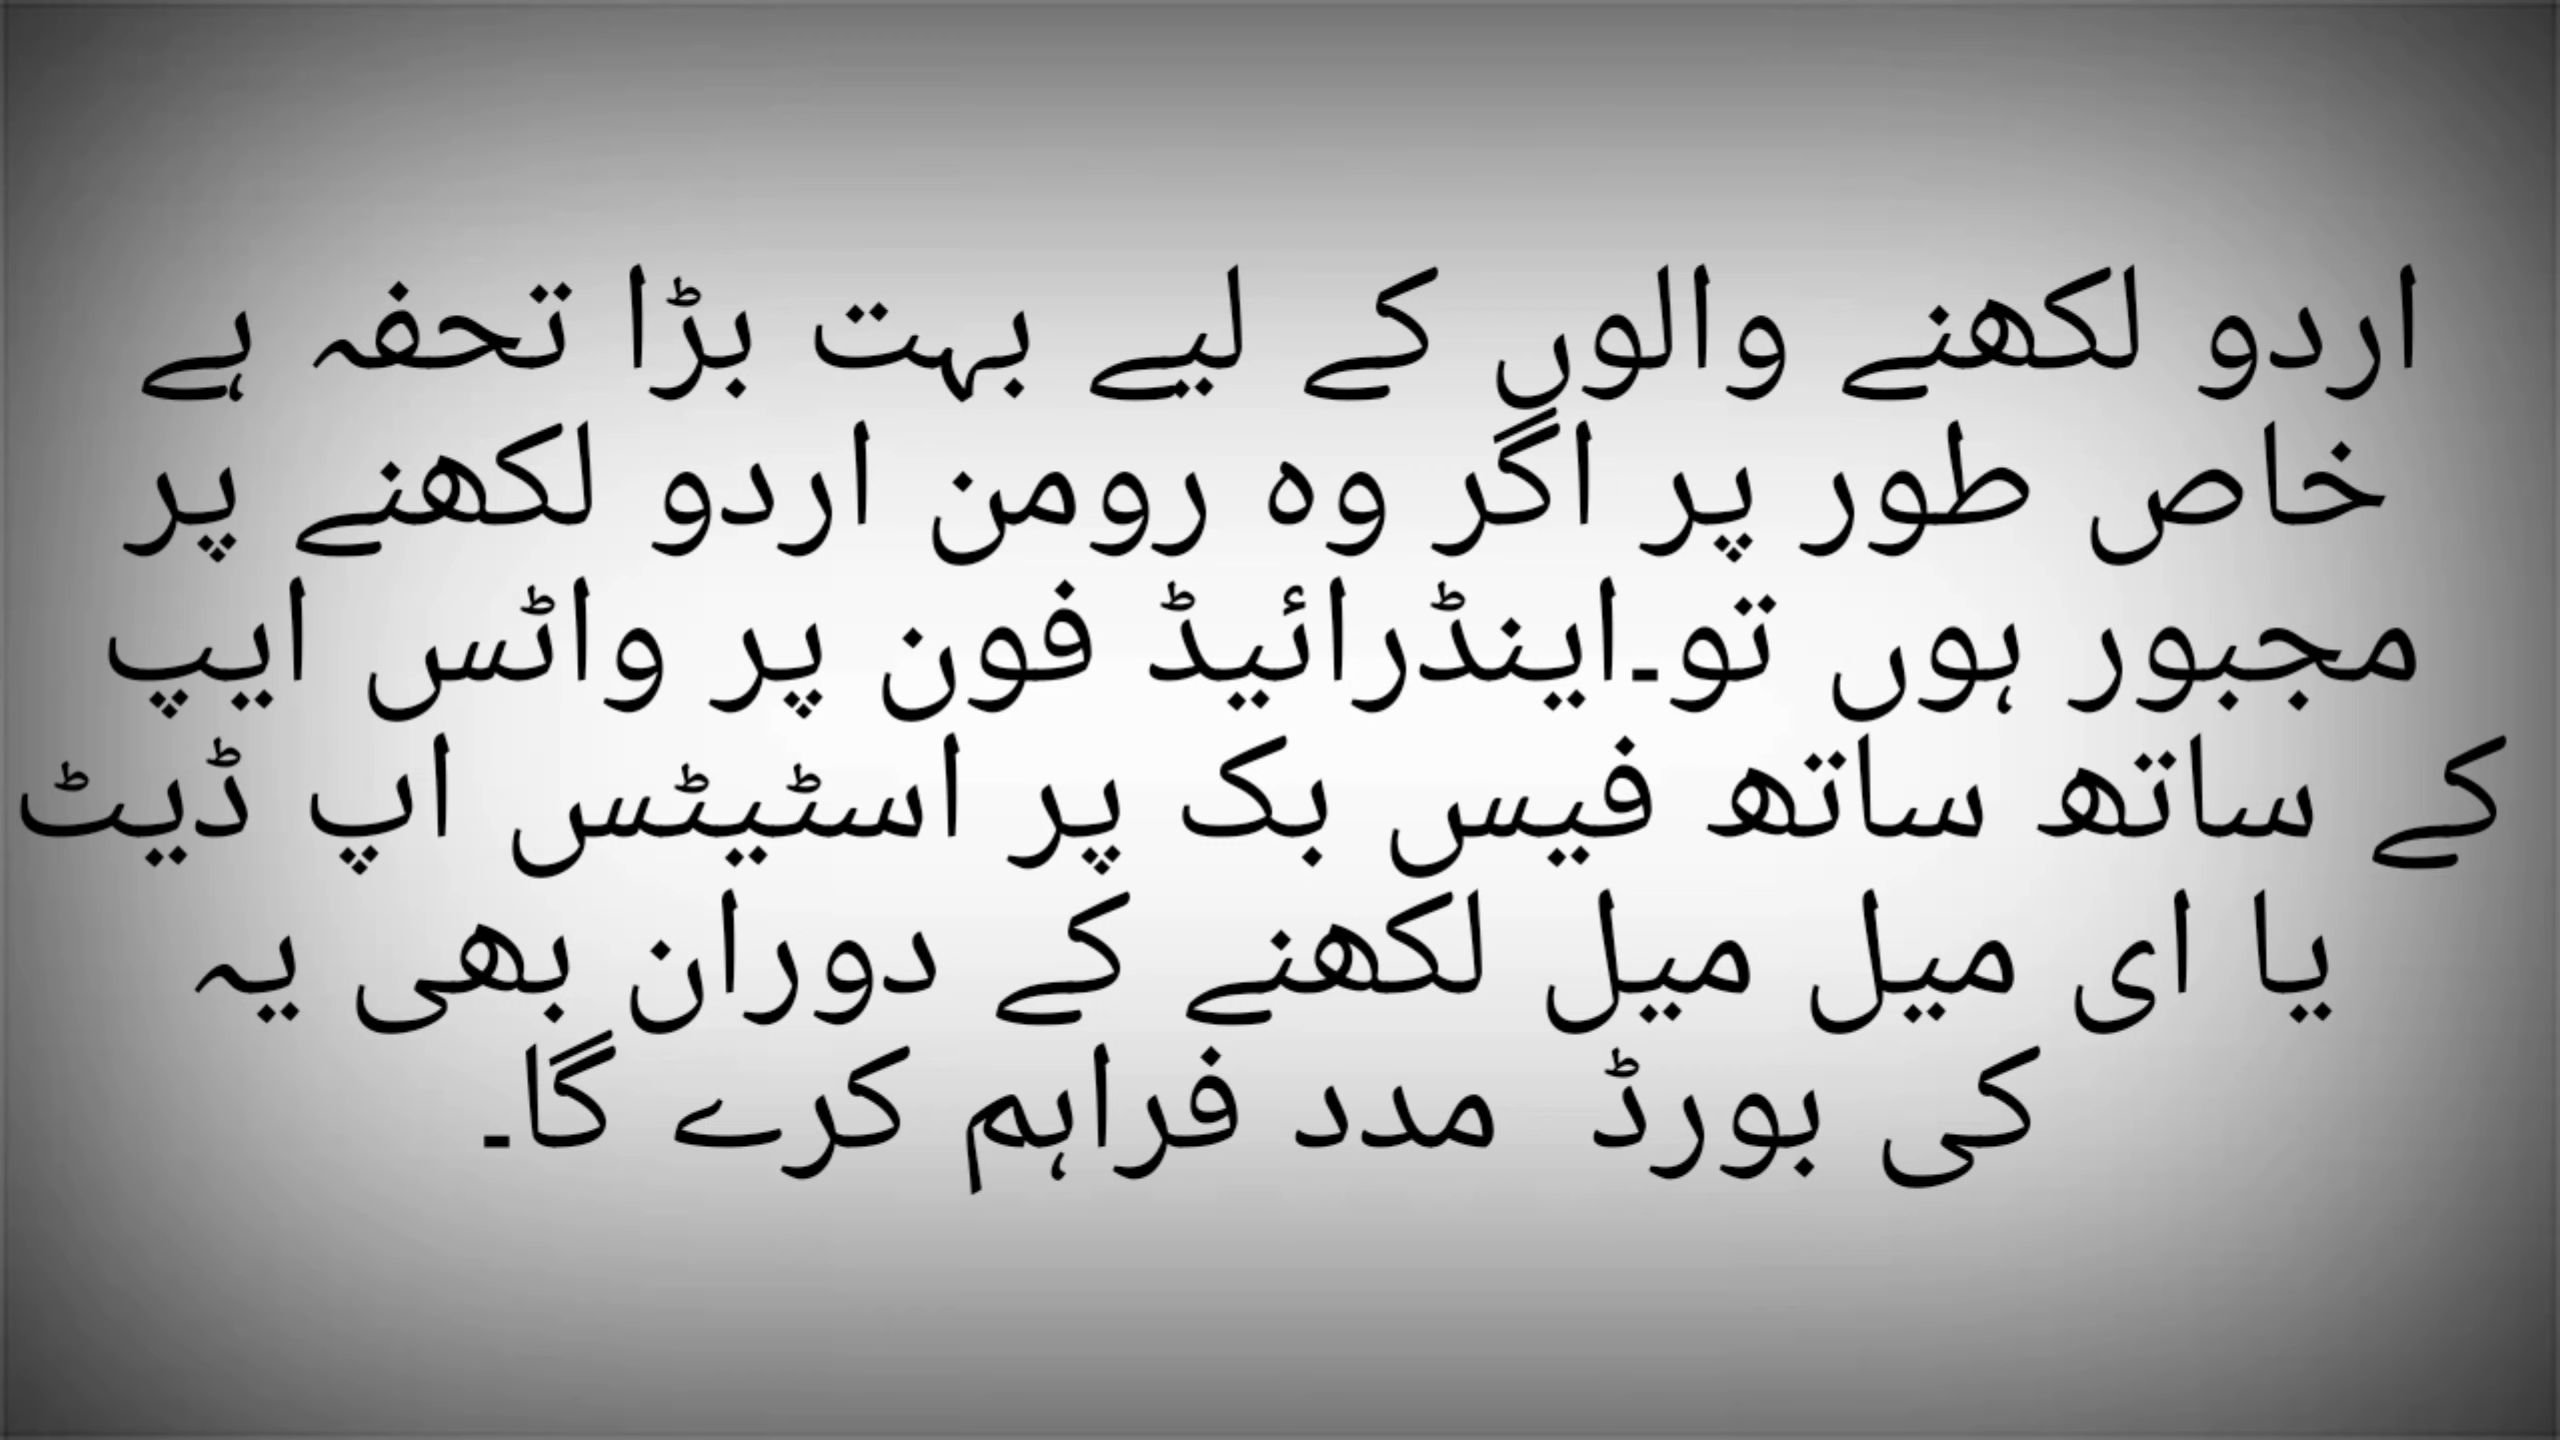 اردو لکھنے والوں کے لیے بہت بڑا تحفہ ہے
خاص طور پر اگر وہ رومن اردو لکھنے پر
مجبور ہوں تو۔اینڈرائیڈ فون پر واٹس ایپ
کے ساتھ ساتھ فیس بک پر اسٹیٹس اپ ڈیٹ
یا ای میل میل لکھنے کے دوران بھی یہ
کی بورڈ  مدد فراہم کرے گا۔